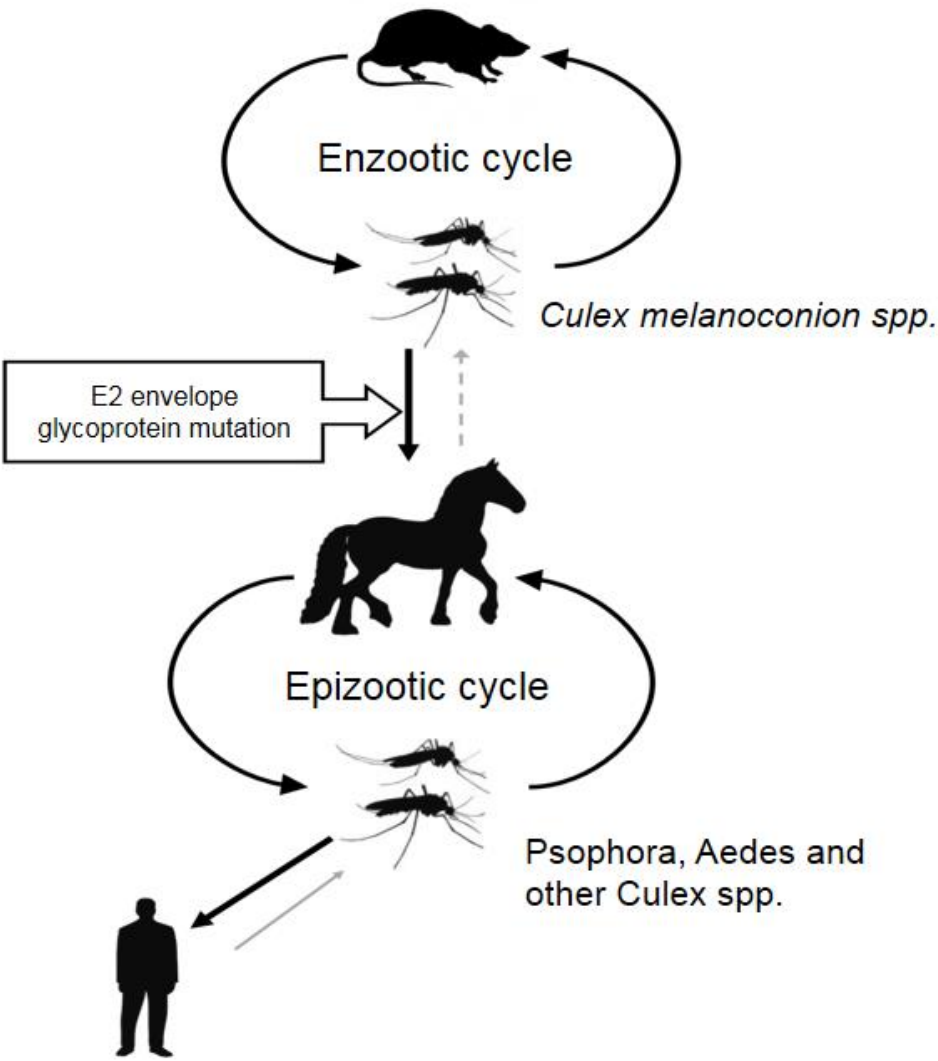 Enzootic cycle
Culex melanoconion spp.
E2 envelope
glycoprotein mutation
Epizootic cycle
Psophora, Aedes and
other Culex spp.